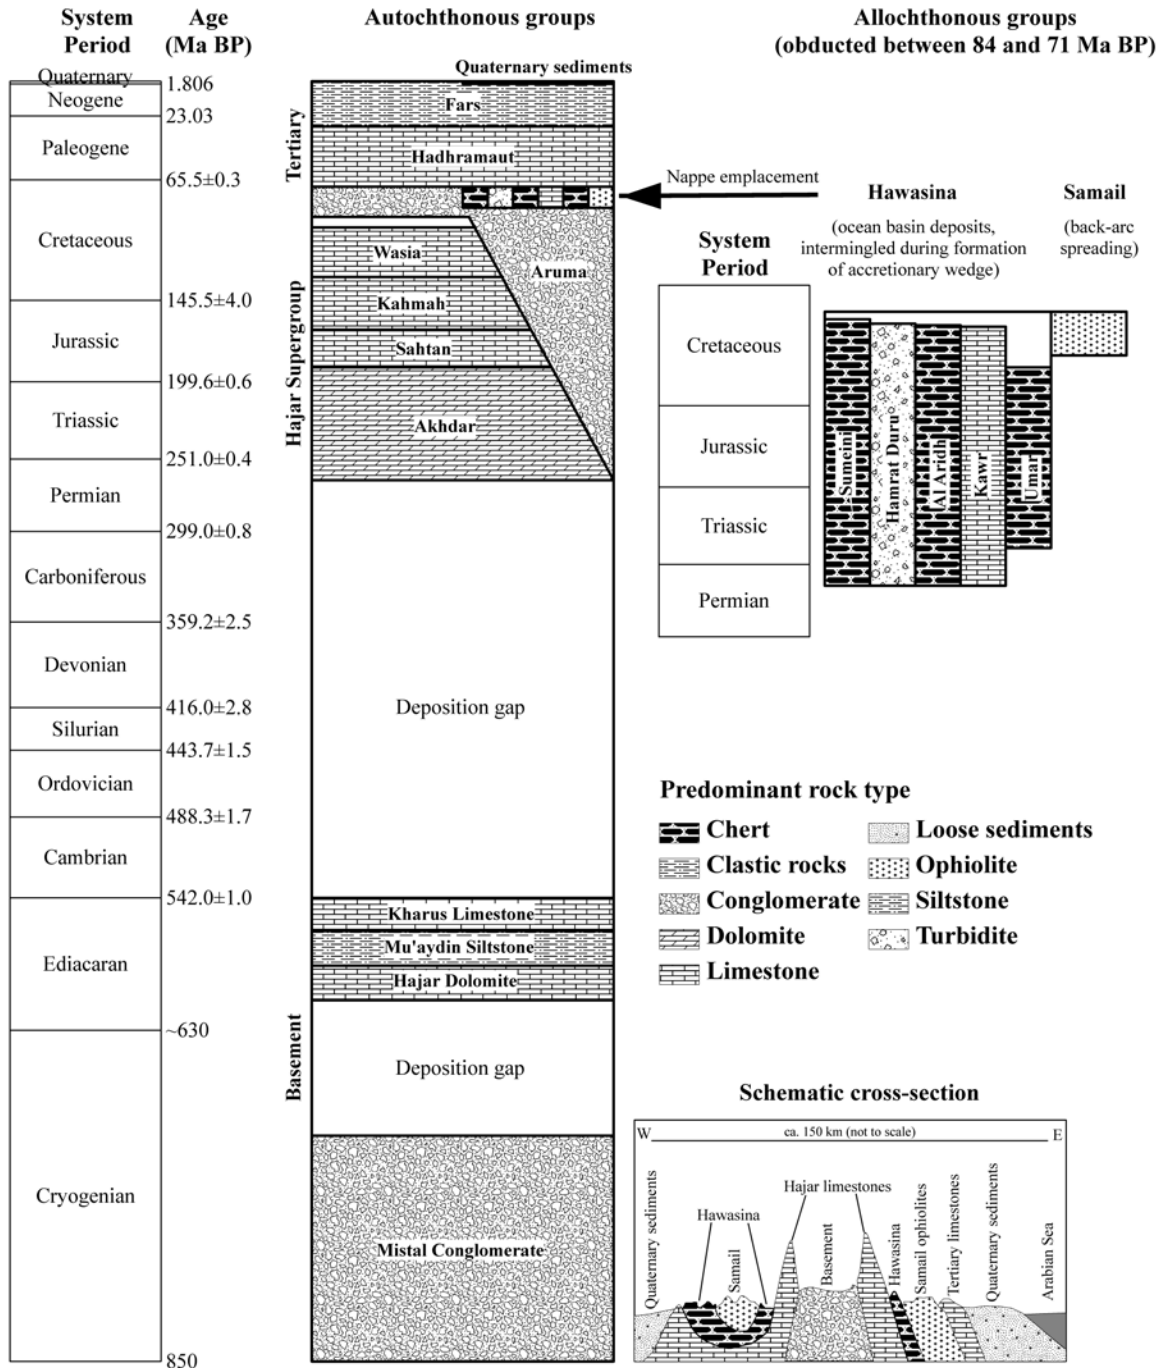 System
Period
Age
(Ma BP)
Autochthonous groups
Allochthonous groups
(obducted between 84 and 71 Ma BP)
Quaternary
1.806
Neogene
23.03
Paleogene
65.5±0.3
Cretaceous
145.5±4.0
Jurassic
199.6±0.6
Triassic
251.0±0.4
Permian
299.0±0.8
Carboniferous
359.2±2.5
Devonian
416.0±2.8
Silurian
443.7±1.5
Ordovician
488.3±1.7
Cambrian
542.0±1.0
Ediacaran
~630
Cryogenian
850
Tertiary
Hajar Supergroup
Basement
Quaternary sediments
Fars
Hadhramaut
Wasia
Aruma
Kahmah
Sahtan
Akhdar
Deposition gap
Kharus Limestone
Mu'aydin Siltstone
Hajar Dolomite
Deposition gap
Mistal Conglomerate
Nappe emplacement
Hawasina
(ocean basin deposits,
intermingled during formation
of accretionary wedge)
Samail
(back-arc
spreading)
System
Period
Cretaceous
Jurassic
Triassic
Permian
Sumeini
Hamrat Duru
Al Aridh
Kawr
Umar
Predominant rock type
Chert
Clastic rocks
Conglomerate
Dolomite
Limestone
Loose sediments
Ophiolite
Siltstone
Turbidite
Schematic cross-section
W
ca. 150 km (not to scale)
E
Quaternary sediments
Hawasina
Samail
Hajar limestones
Basement
Hawasina
Samail ophiolites
Tertiary limestones
Quaternary sediments
Arabian Sea